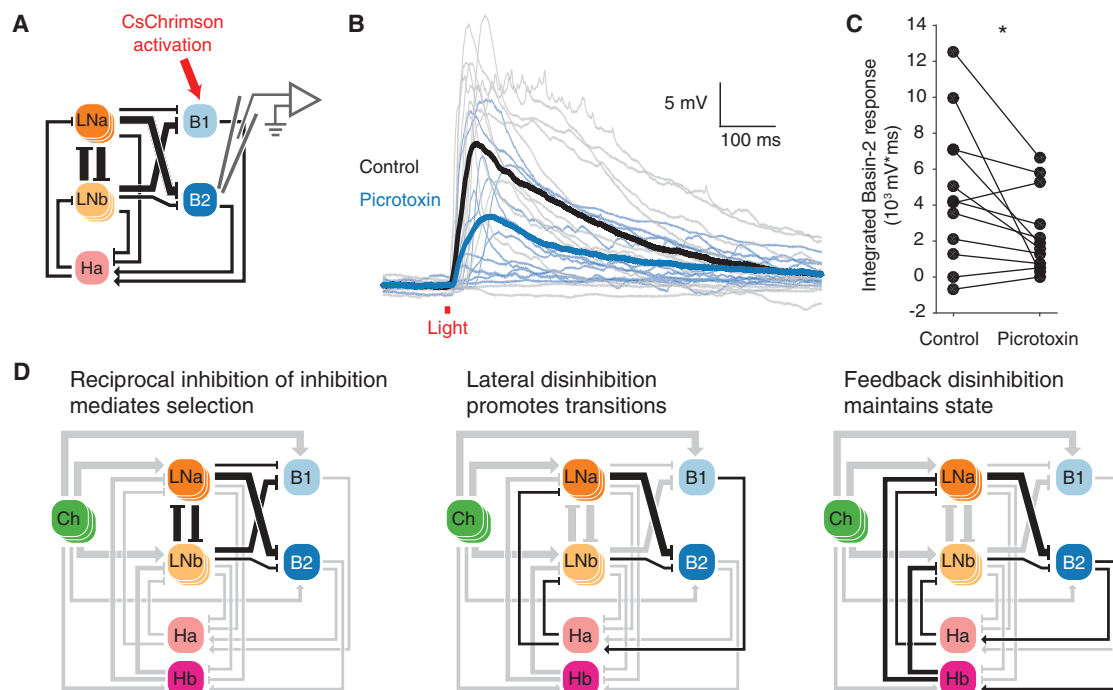 A
CsChrimson
activation
LNa
B1
LNb
B2
Ha
B
5 mV
100 ms
Control
Picrotoxin
Light
C
*
Integrated Basin-2 response
(10³ mV*ms)
14
12
10
8
6
4
2
0
-2
Control Picrotoxin
D
Reciprocal inhibition of inhibition
mediates selection
LNa
B1
Ch
LNb
B2
Ha
Hb
Lateral disinhibition
promotes transitions
LNa
B1
Ch
LNb
B2
Ha
Hb
Feedback disinhibition
maintains state
LNa
B1
Ch
LNb
B2
Ha
Hb